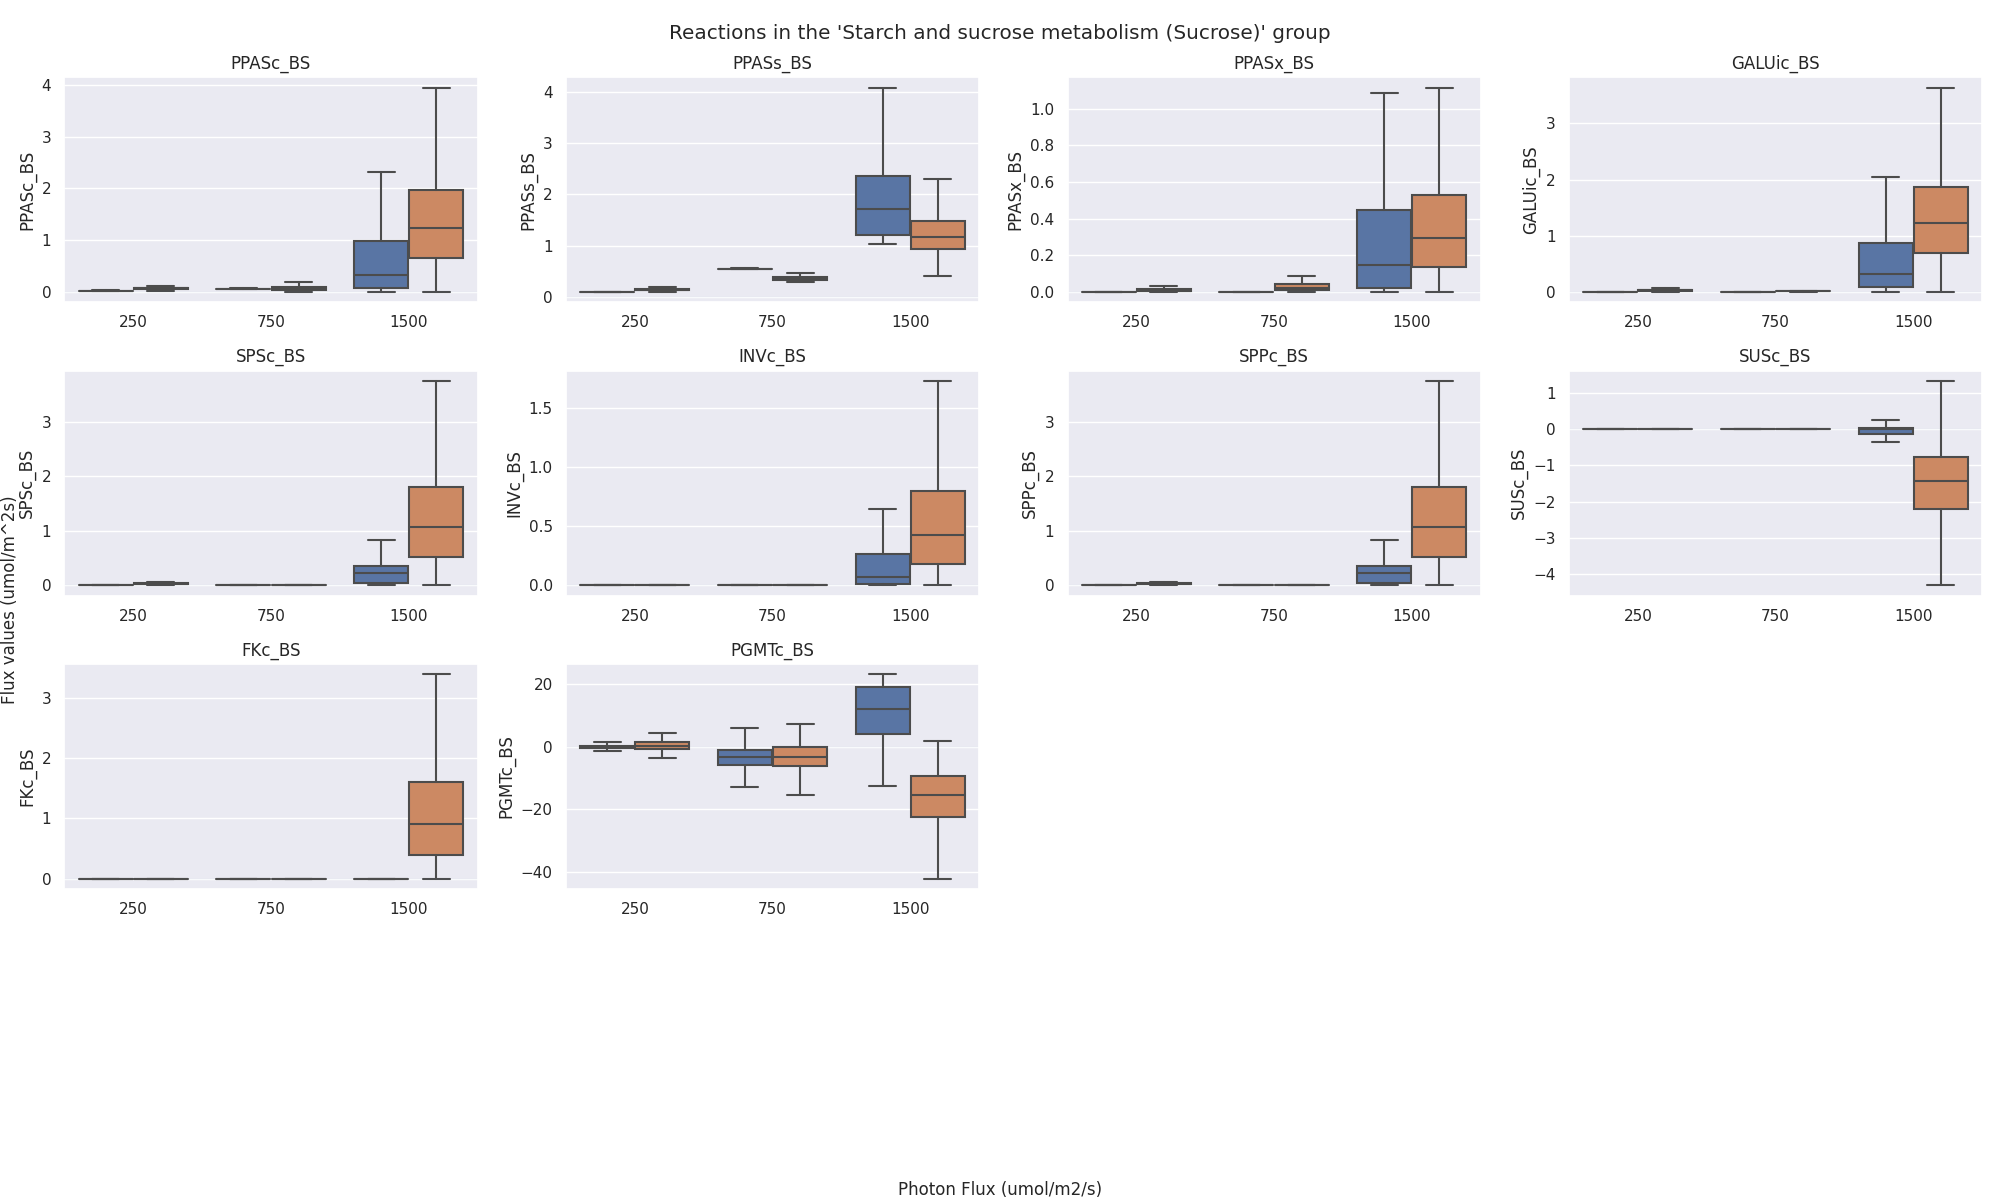 Reactions in the 'Starch and sucrose metabolism (Sucrose)' group
PPASc_BS PPASs_BS PPASx_BS GALUic_BS
PPASc_BS
4
3
2
1
0
250 750 1500
PPASs_BS
4
3
2
1
0
250 750 1500
PPASx_BS
1.0
0.8
0.6
0.4
0.2
0.0
250 750 1500
GALUic_BS
3
2
1
0
250 750 1500
SPSc_BS INVc_BS SPPc_BS SUSc_BS
SPSc_BS
3
2
1
0
250 750 1500
INVc_BS
1.5
1.0
0.5
0.0
250 750 1500
SPPc_BS
3
2
1
0
250 750 1500
SUSc_BS
1
0
−1
−2
−3
−4
250 750 1500
Flux values (umol/m^2s)
FKc_BS PGMTc_BS
FKc_BS
3
2
1
0
250 750 1500
PGMTc_BS
20
0
−20
−40
250 750 1500
Photon Flux (umol/m2/s)